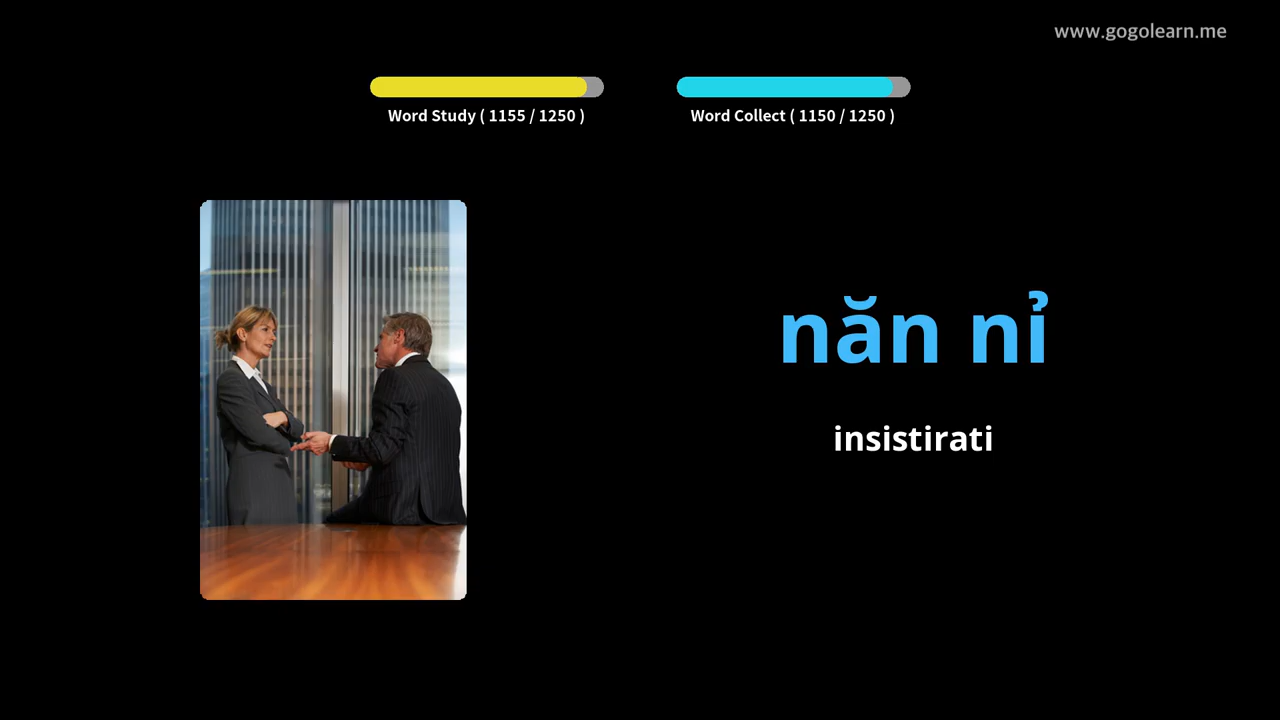 www.gogolearn.me
Word Study ( 1155 / 1250 )
Word Collect ( 1150 / 1250 )
năn nỉ
insistirati